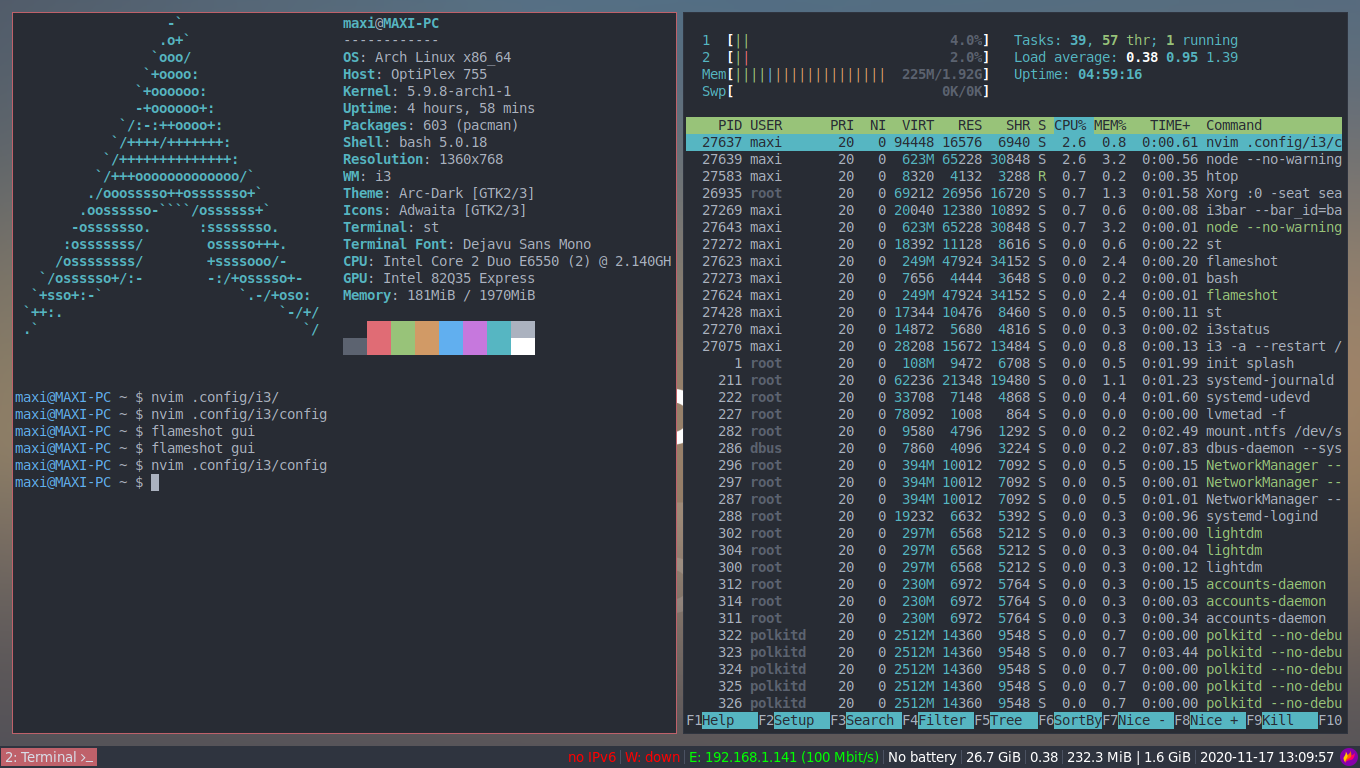 maxi@MAXI-PC
------------
OS: Arch Linux x86_64
Host: OptiPlex 755
Kernel: 5.9.8-arch1-1
Uptime: 4 hours, 58 mins
Packages: 603 (pacman)
Shell: bash 5.0.18
Resolution: 1360x768
WM: i3
Theme: Arc-Dark [GTK2/3]
Icons: Adwaita [GTK2/3]
Terminal: st
Terminal Font: Dejavu Sans Mono
CPU: Intel Core 2 Duo E6550 (2) @ 2.140GH
GPU: Intel 82Q35 Express
Memory: 181MiB / 1970MiB
maxi@MAXI-PC ~ $ nvim .config/i3/
maxi@MAXI-PC ~ $ nvim .config/i3/config
maxi@MAXI-PC ~ $ flameshot gui
maxi@MAXI-PC ~ $ flameshot gui
maxi@MAXI-PC ~ $ nvim .config/i3/config
maxi@MAXI-PC ~ $
1 [|| 4.0%] Tasks: 39, 57 thr; 1 running
2 [|| 2.0%] Load average: 0.38 0.95 1.39
Mem[||||||||||||||||||| 225M/1.92G] Uptime: 04:59:16
Swp[ 0K/0K]
PID USER PRI NI VIRT RES SHR S CPU% MEM% TIME+ Command
27637 maxi 20 0 94448 16576 6940 S 2.6 0.8 0:00.61 nvim .config/i3/c
27639 maxi 20 0 623M 65228 30848 S 2.6 3.2 0:00.56 node --no-warning
27583 maxi 20 0 8320 4132 3288 R 0.7 0.2 0:00.35 htop
26935 root 20 0 69212 26956 16720 S 0.7 1.3 0:01.58 Xorg :0 -seat sea
27269 maxi 20 0 20040 12380 10892 S 0.7 0.6 0:00.08 i3bar --bar_id=ba
27643 maxi 20 0 623M 65228 30848 S 0.7 3.2 0:00.01 node --no-warning
27272 maxi 20 0 18392 11128 8616 S 0.0 0.6 0:00.22 st
27623 maxi 20 0 249M 47924 34152 S 0.0 2.4 0:00.20 flameshot
27273 maxi 20 0 7656 4444 3648 S 0.0 0.2 0:00.01 bash
27624 maxi 20 0 249M 47924 34152 S 0.0 2.4 0:00.01 flameshot
27428 maxi 20 0 17344 10476 8460 S 0.0 0.5 0:00.11 st
27270 maxi 20 0 14872 5680 4816 S 0.0 0.3 0:00.02 i3status
27075 maxi 20 0 28208 15672 13484 S 0.0 0.8 0:00.13 i3 -a --restart /
1 root 20 0 108M 9472 6708 S 0.0 0.5 0:01.99 init splash
211 root 20 0 62236 21348 19480 S 0.0 1.1 0:01.23 systemd-journald
222 root 20 0 33708 7148 4868 S 0.0 0.4 0:01.60 systemd-udevd
227 root 20 0 78092 1008 864 S 0.0 0.0 0:00.00 lvmetad -f
282 root 20 0 9580 4796 1292 S 0.0 0.2 0:02.49 mount.ntfs /dev/s
286 dbus 20 0 7860 4096 3224 S 0.0 0.2 0:07.83 dbus-daemon --sys
296 root 20 0 394M 10012 7092 S 0.0 0.5 0:00.15 NetworkManager --
297 root 20 0 394M 10012 7092 S 0.0 0.5 0:00.01 NetworkManager --
287 root 20 0 394M 10012 7092 S 0.0 0.5 0:01.01 NetworkManager --
288 root 20 0 19232 6632 5392 S 0.0 0.3 0:00.96 systemd-logind
302 root 20 0 297M 6568 5212 S 0.0 0.3 0:00.00 lightdm
304 root 20 0 297M 6568 5212 S 0.0 0.3 0:00.04 lightdm
300 root 20 0 297M 6568 5212 S 0.0 0.3 0:00.12 lightdm
312 root 20 0 230M 6972 5764 S 0.0 0.3 0:00.15 accounts-daemon
314 root 20 0 230M 6972 5764 S 0.0 0.3 0:00.03 accounts-daemon
311 root 20 0 230M 6972 5764 S 0.0 0.3 0:00.34 accounts-daemon
322 polkitd 20 0 2512M 14360 9548 S 0.0 0.7 0:00.00 polkitd --no-debu
323 polkitd 20 0 2512M 14360 9548 S 0.0 0.7 0:03.44 polkitd --no-debu
324 polkitd 20 0 2512M 14360 9548 S 0.0 0.7 0:00.00 polkitd --no-debu
325 polkitd 20 0 2512M 14360 9548 S 0.0 0.7 0:00.00 polkitd --no-debu
326 polkitd 20 0 2512M 14360 9548 S 0.0 0.7 0:00.00 polkitd --no-debu
F1Help F2Setup F3Search F4Filter F5Tree F6SortBy F7Nice - F8Nice + F9Kill F10
2: Terminal >_ no IPv6 | W: down | E: 192.168.1.141 (100 Mbit/s) | No battery | 26.7 GiB | 0.38 | 232.3 MiB | 1.6 GiB | 2020-11-17 13:09:57